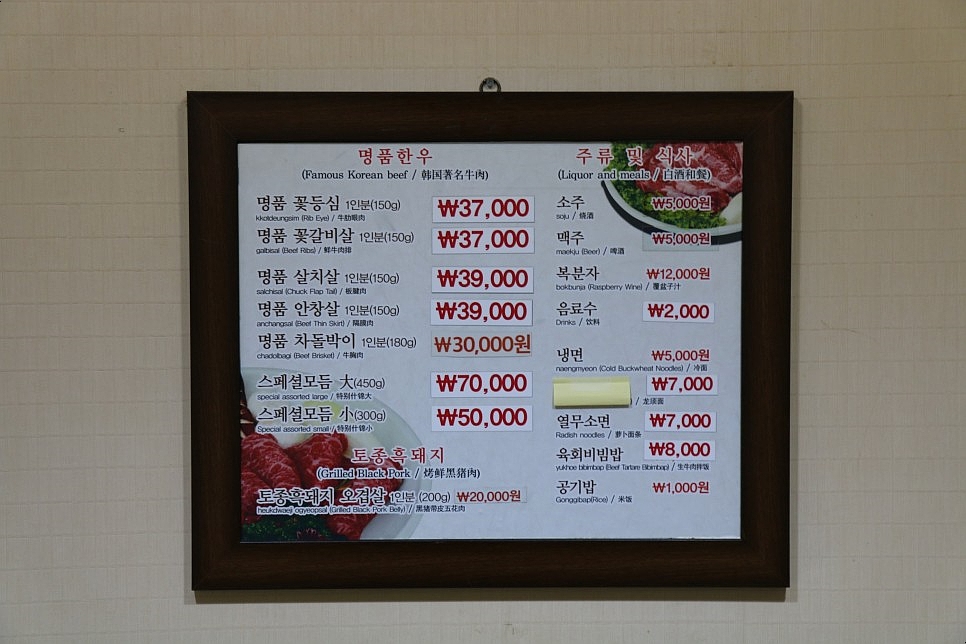 명품한우
(Famous Korean beef / 韩国著名牛肉)
명품 꽃등심 1인분(150g) ₩37,000
kkotdeungsim (Rib Eye) / 牛肋眼肉
명품 꽃갈비살 1인분(150g) ₩37,000
galbisal (Beef Ribs) / 鲜牛肉排
명품 살치살 1인분(150g) ₩39,000
salchisal (Chuck Flap Tail) / 板腱肉
명품 안창살 1인분(150g) ₩39,000
anchangsal (Beef Thin Skirt) / 隔膜肉
명품 차돌박이 1인분(180g) ₩30,000원
chadolbagi (Beef Brisket) / 牛胸肉
스페셜모듬 大(450g) ₩70,000
special assorted large / 特别什锦大
스페셜모듬 小(300g) ₩50,000
Special assorted small / 特别什锦小
토종흑돼지
(Grilled Black Pork / 烤鲜黑猪肉)
토종흑돼지 오겹살 1인분 (200g) ₩20,000원
heukdwaeji ogyeopsal (Grilled Black Pork Belly) / 黑猪带皮五花肉
주류 및 식사
(Liquor and meals / 白酒和餐)
소주 ₩5,000원
soju / 烧酒
맥주 ₩5,000원
maekju (Beer) / 啤酒
복분자 ₩12,000원
bokbunja (Raspberry Wine) / 覆盆子汁
음료수 ₩2,000
Drinks / 饮料
냉면 ₩5,000원
naengmyeon (Cold Buckwheat Noodles) / 冷面
₩7,000
) / 龙须面
열무소면 ₩7,000
Radish noodles / 萝卜面条
육회비빔밥 ₩8,000
yukhoe bibimbap (Beef Tartare Bibimbap) / 生牛肉拌饭
공기밥 ₩1,000원
Gonggibap(Rice) / 米饭